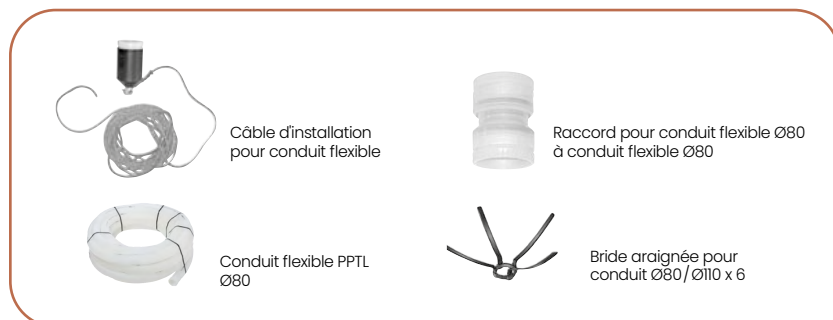 Câble d'installation
pour conduit flexible
Raccord pour conduit flexible Ø80
à conduit flexible Ø80
Conduit flexible PPTL
Ø80
Bride araignée pour
conduit Ø80/Ø110 x 6